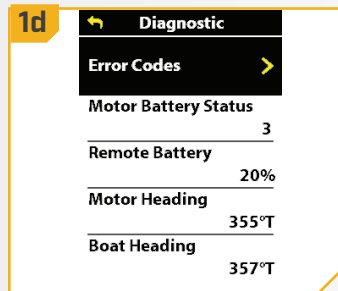 1d
Diagnostic
Error Codes
Motor Battery Status
3
Remote Battery
20%
Motor Heading
355°T
Boat Heading
357°T